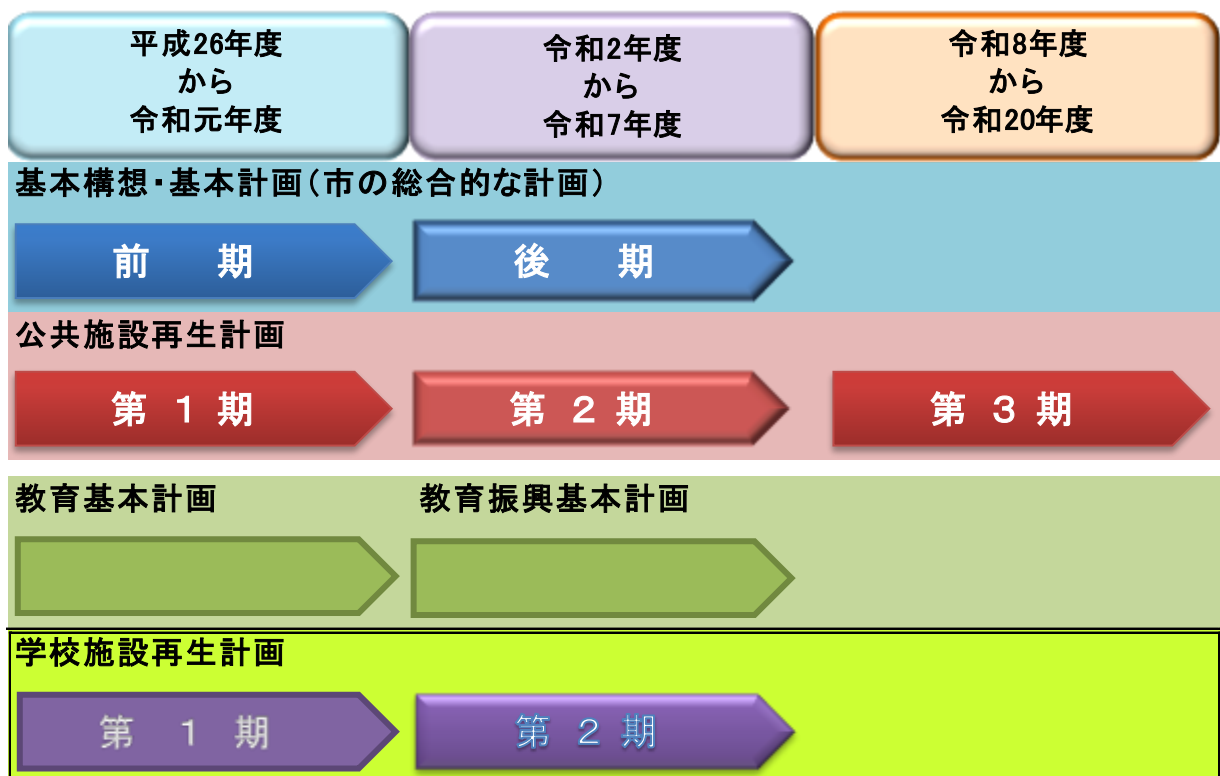 平成26年度
から
令和元年度
令和2年度
から
令和7年度
令和8年度
から
令和20年度
基本構想・基本計画（市の総合的な計画）
前　期
後　期
公共施設再生計画
第 １ 期
第 ２ 期
第 ３ 期
教育基本計画
教育振興基本計画
学校施設再生計画
第 １ 期
第 ２ 期